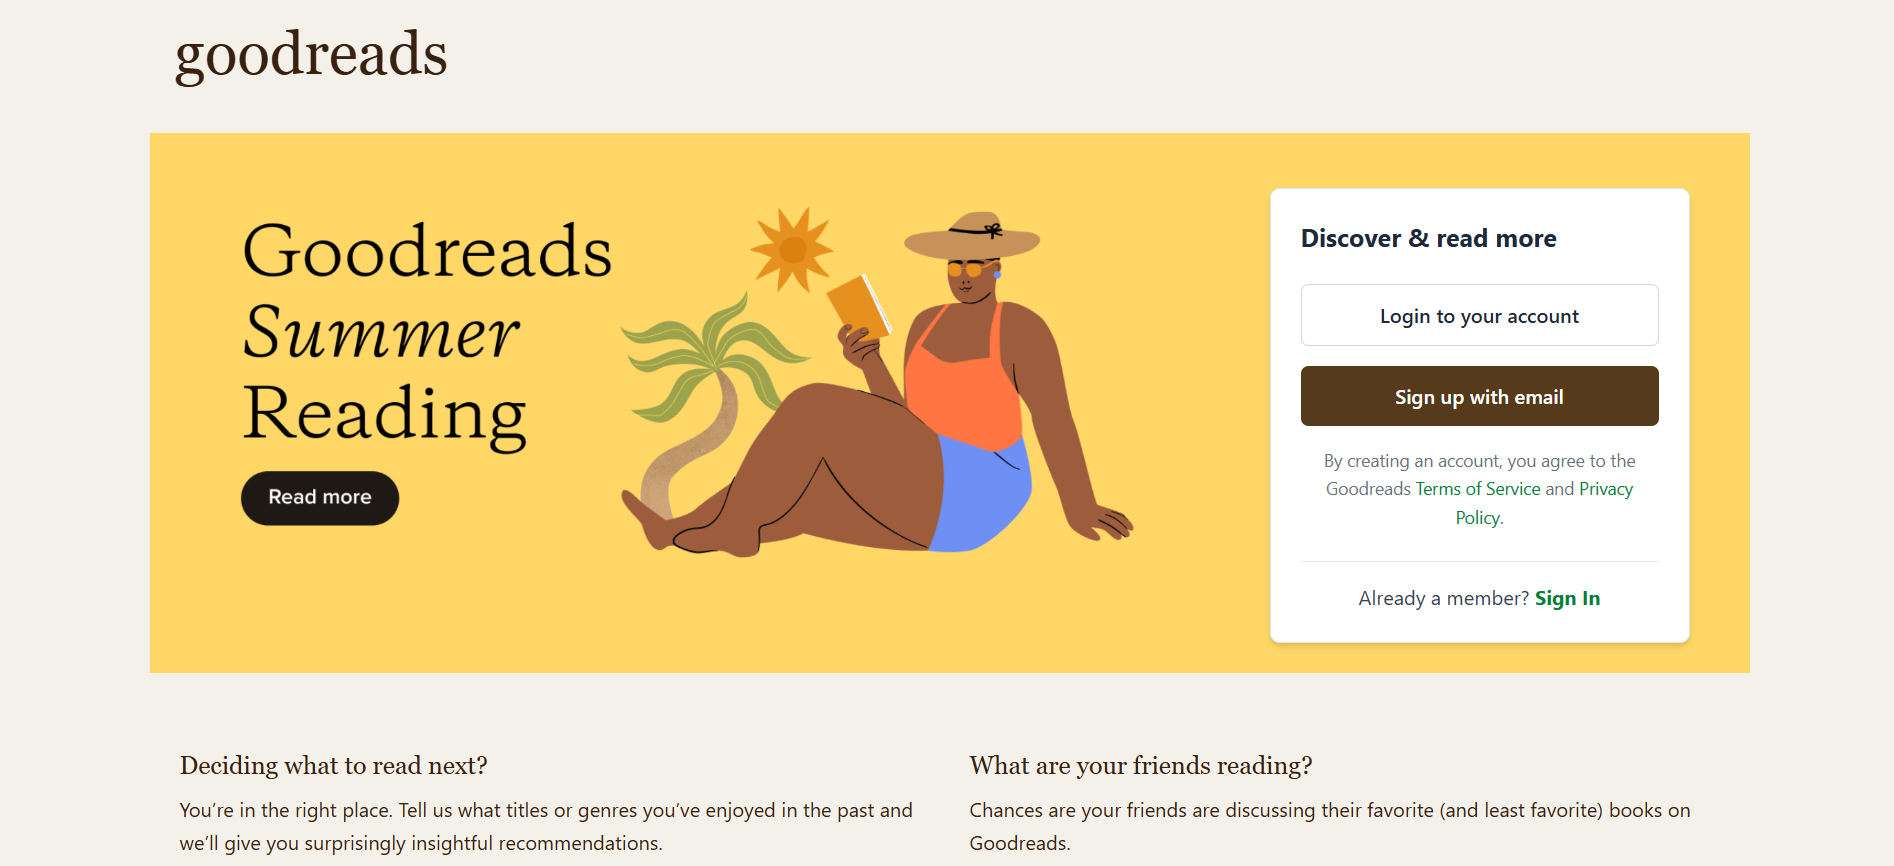 goodreads
Goodreads
Summer
Reading
Read more
Discover & read more
Login to your account
Sign up with email
By creating an account, you agree to the
Goodreads Terms of Service and Privacy
Policy.
Already a member? Sign In
Deciding what to read next?
You’re in the right place. Tell us what titles or genres you’ve enjoyed in the past and
we’ll give you surprisingly insightful recommendations.
What are your friends reading?
Chances are your friends are discussing their favorite (and least favorite) books on
Goodreads.